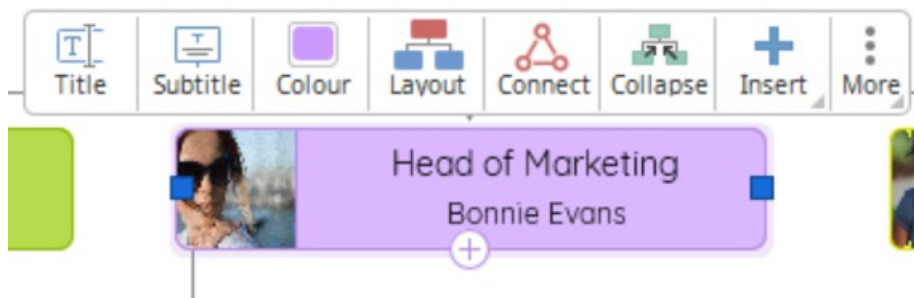 Title Subtitle Colour Layout Connect Collapse Insert More
Head of Marketing
Bonnie Evans